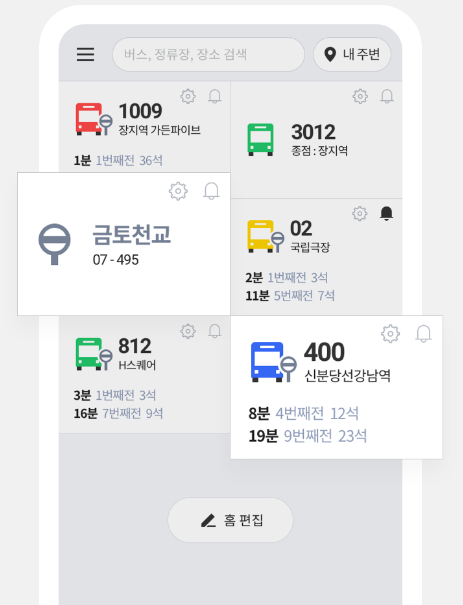 버스, 정류장, 장소 검색
내 주변
1009
장지역 가든파이브
1분 1번째전 36석
3012
종점 : 장지역
금토천교
07 - 495
02
국립극장
2분 1번째전 3석
11분 5번째전 7석
812
H스퀘어
3분 1번째전 3석
16분 7번째전 9석
400
신분당선강남역
8분 4번째전 12석
19분 9번째전 23석
홈 편집